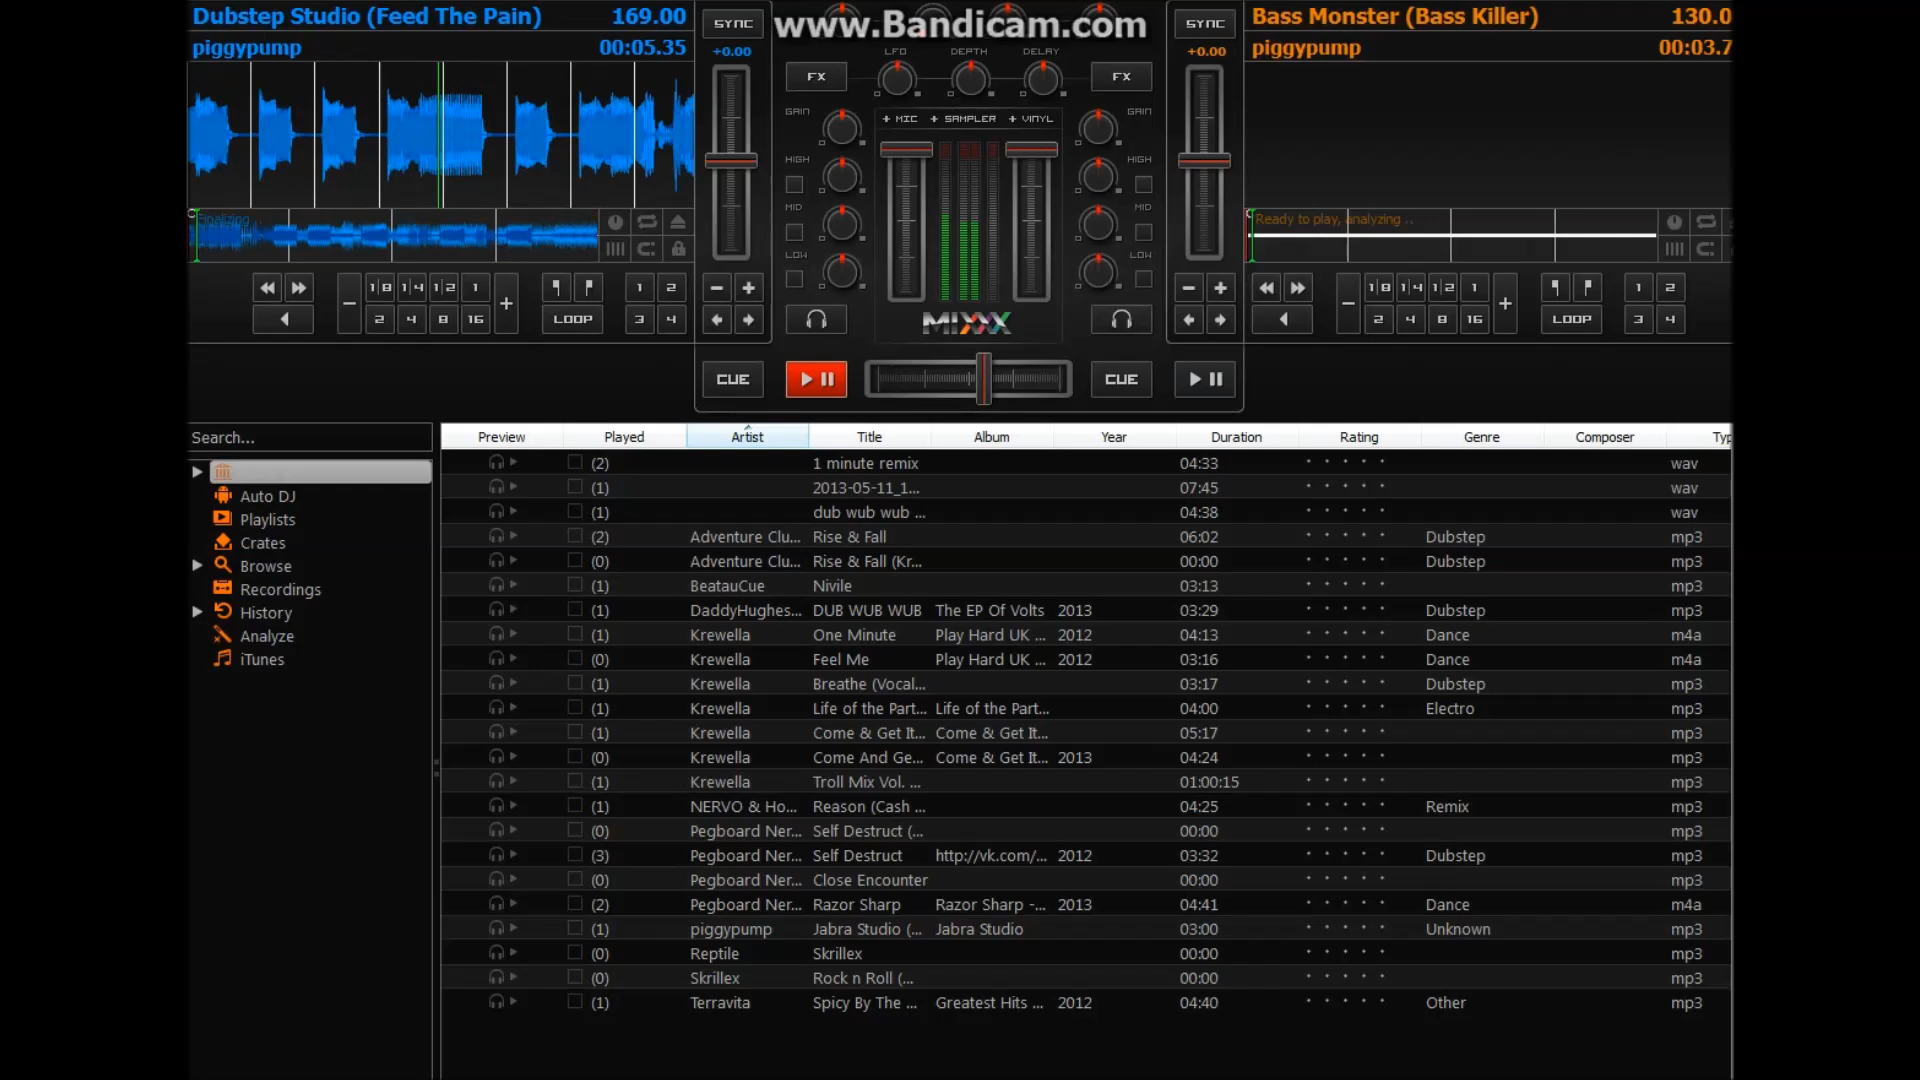 Dubstep Studio (Feed The Pain) 169.00
piggypump 00:05.35
SYNC
+0.00
www.Bandicam.com
LFO DEPTH DELAY
FX FX
GAIN GAIN
+ MIC + SAMPLER + VINYL
HIGH HIGH
MID MID
LOW LOW
MIXXX
SYNC
+0.00
Bass Monster (Bass Killer) 130.0
piggypump 00:03.7
Finalizing ..
Ready to play, analyzing ..
1|8 1|4 1|2 1
2 4 8 16
LOOP
1 2
3 4
1|8 1|4 1|2 1
2 4 8 16
LOOP
1 2
3 4
CUE CUE
Search...
Auto DJ
Playlists
Crates
Browse
Recordings
History
Analyze
iTunes
Preview Played Artist Title Album Year Duration Rating Genre Composer Typ
(2) 1 minute remix 04:33 wav
(1) 2013-05-11_1... 07:45 wav
(1) dub wub wub ... 04:38 wav
(2) Adventure Clu... Rise & Fall 06:02 Dubstep mp3
(0) Adventure Clu... Rise & Fall (Kr... 00:00 Dubstep mp3
(1) BeatauCue Nivile 03:13 mp3
(1) DaddyHughes... DUB WUB WUB The EP Of Volts 2013 03:29 Dubstep mp3
(1) Krewella One Minute Play Hard UK ... 2012 04:13 Dance m4a
(0) Krewella Feel Me Play Hard UK ... 2012 03:16 Dance m4a
(1) Krewella Breathe (Vocal... 03:17 Dubstep mp3
(1) Krewella Life of the Part... Life of the Part... 04:00 Electro mp3
(1) Krewella Come & Get It... Come & Get It... 05:17 mp3
(0) Krewella Come And Ge... Come & Get It... 2013 04:24 mp3
(1) Krewella Troll Mix Vol. ... 01:00:15 mp3
(1) NERVO & Ho... Reason (Cash ... 04:25 Remix mp3
(0) Pegboard Ner... Self Destruct (... 00:00 mp3
(3) Pegboard Ner... Self Destruct http://vk.com/... 2012 03:32 Dubstep mp3
(0) Pegboard Ner... Close Encounter 00:00 mp3
(2) Pegboard Ner... Razor Sharp Razor Sharp -... 2013 04:41 Dance m4a
(1) piggypump Jabra Studio (... Jabra Studio 03:00 Unknown mp3
(0) Reptile Skrillex 00:00 mp3
(0) Skrillex Rock n Roll (... 00:00 mp3
(1) Terravita Spicy By The ... Greatest Hits ... 2012 04:40 Other mp3